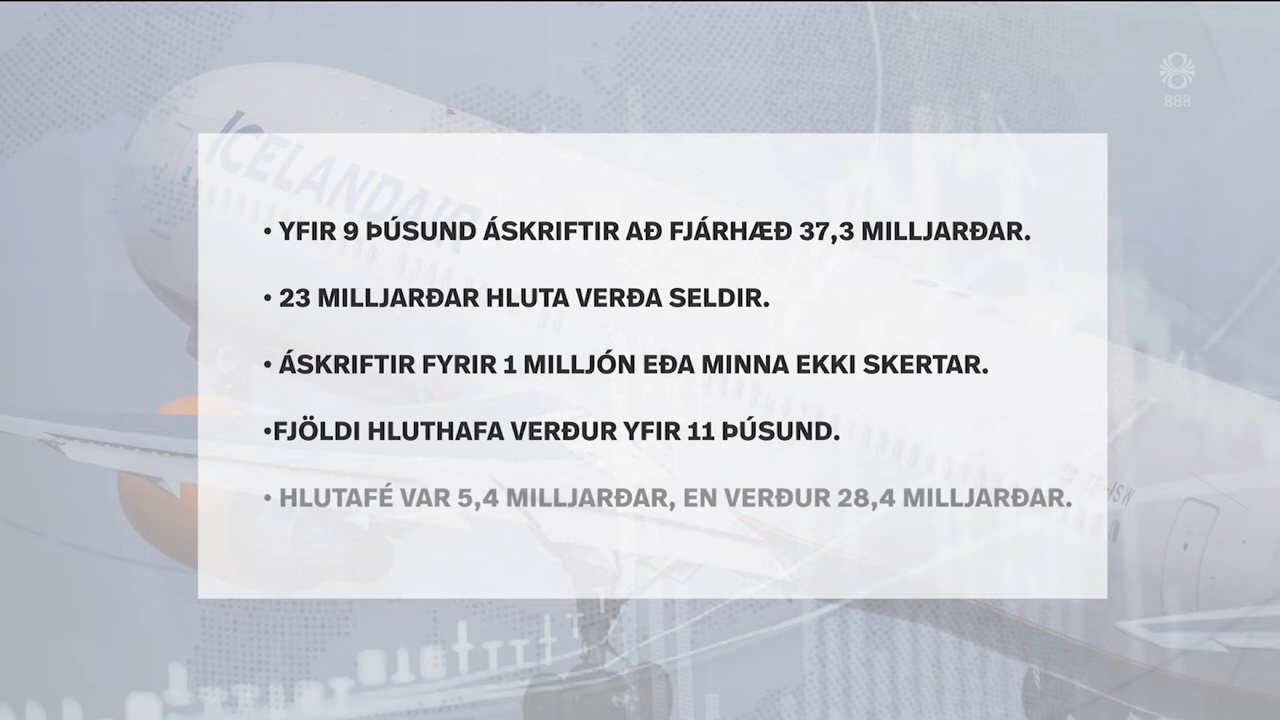 888
ICELANDAIR
• YFIR 9 ÞÚSUND ÁSKRIFTIR AÐ FJÁRHÆÐ 37,3 MILLJARÐAR.
• 23 MILLJARÐAR HLUTA VERÐA SELDIR.
• ÁSKRIFTIR FYRIR 1 MILLJÓN EÐA MINNA EKKI SKERTAR.
•FJÖLDI HLUTHAFA VERÐUR YFIR 11 ÞÚSUND.
• HLUTAFÉ VAR 5,4 MILLJARÐAR, EN VERÐUR 28,4 MILLJARÐAR.